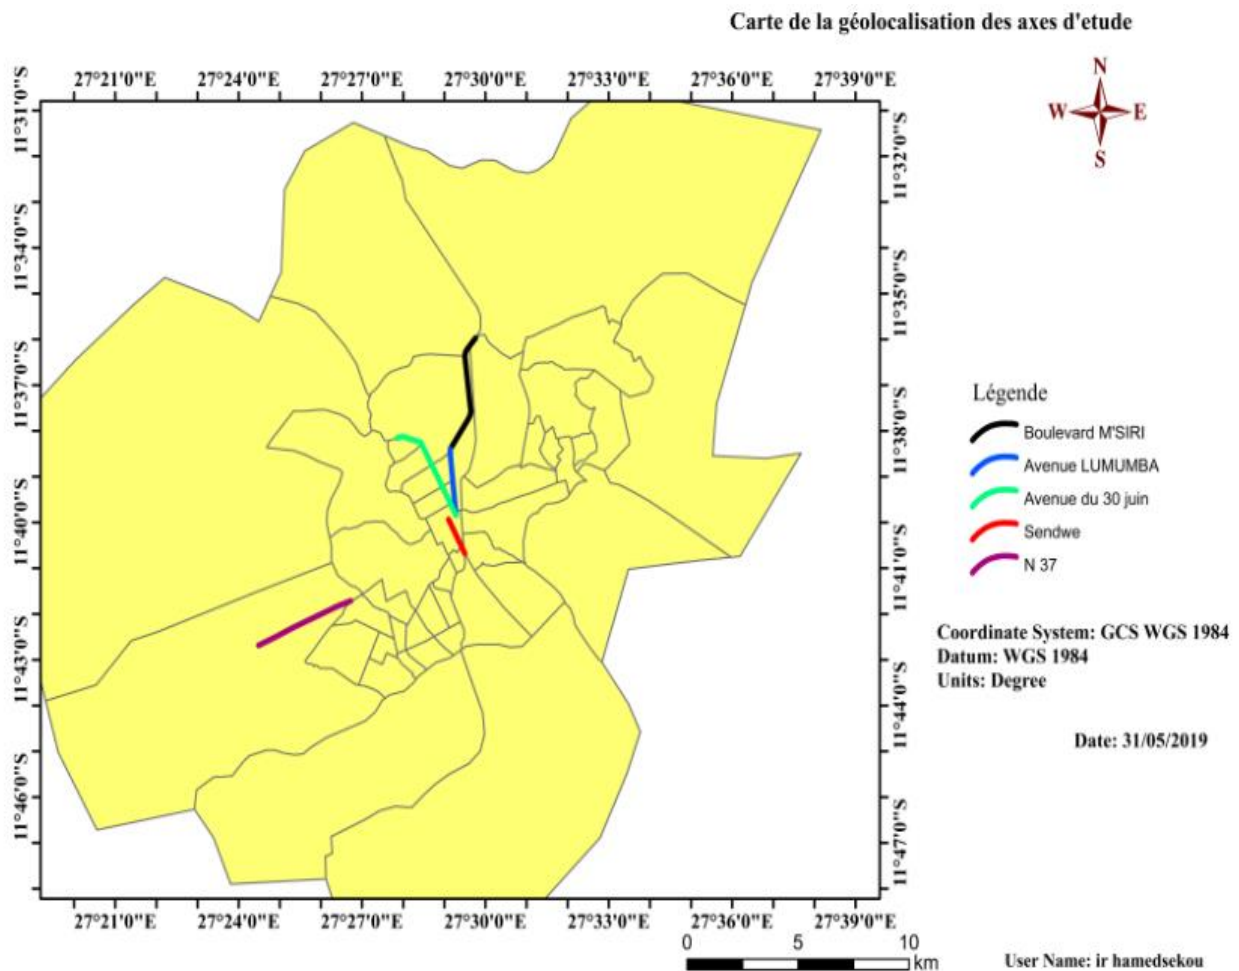 Carte de la géolocalisation des axes d'etude
N
W E
S
27°21'0"E 27°24'0"E 27°27'0"E 27°30'0"E 27°33'0"E 27°36'0"E 27°39'0"E
11°31'0"S
11°34'0"S
11°37'0"S
11°40'0"S
11°43'0"S
11°46'0"S
11°32'0"S
11°35'0"S
11°38'0"S
11°41'0"S
11°44'0"S
11°47'0"S
27°21'0"E 27°24'0"E 27°27'0"E 27°30'0"E 27°33'0"E 27°36'0"E 27°39'0"E
Légende
Boulevard M'SIRI
Avenue LUMUMBA
Avenue du 30 juin
Sendwe
N 37
Coordinate System: GCS WGS 1984
Datum: WGS 1984
Units: Degree
Date: 31/05/2019
0 5 10
km
User Name: ir hamedsekou